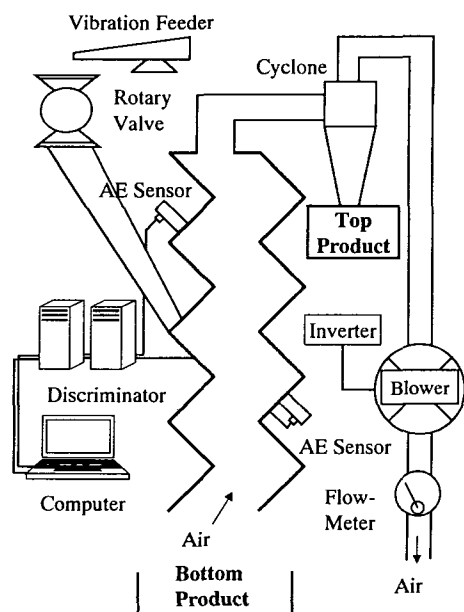 Vibration Feeder
Cyclone
Rotary
Valve
AE Sensor
Top
Product
Inverter
Blower
Discriminator
AE Sensor
Computer
Flow-
Meter
Air
Air
Bottom
Product